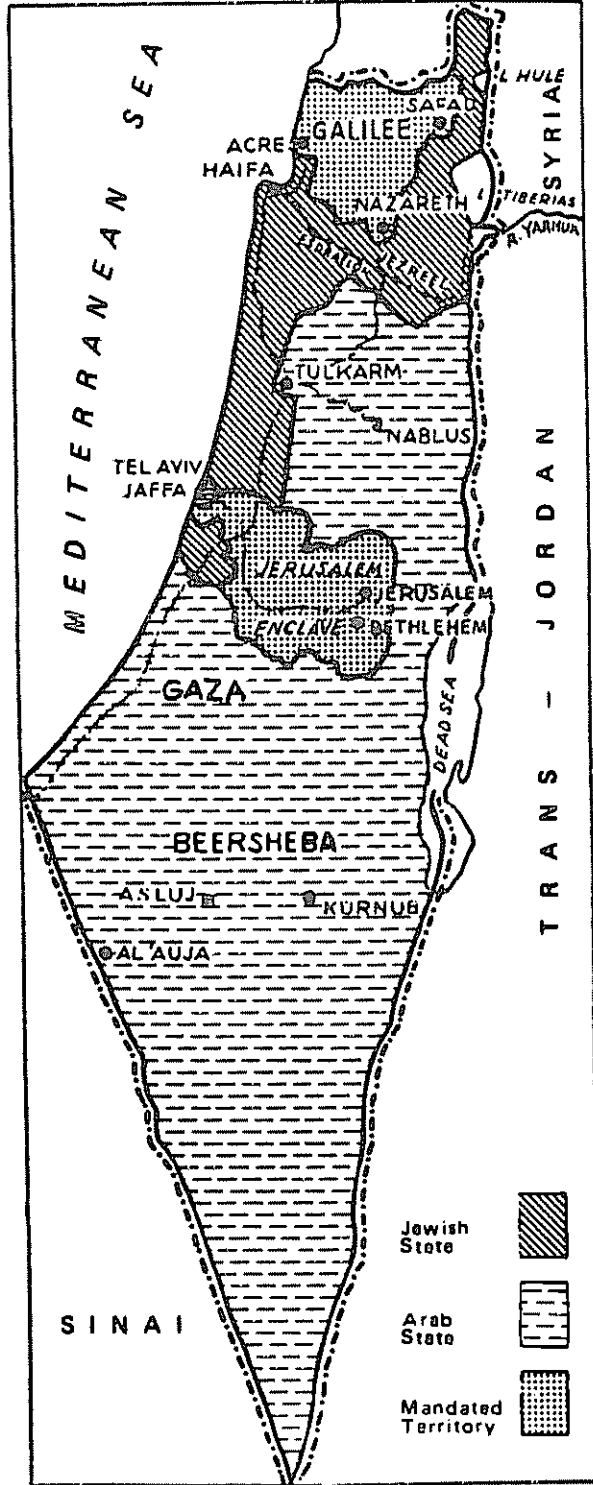 MEDITERRANEAN SEA
L HULE
SYRIA
SAFAD
GALILEE
ACRE
HAIFA
NAZARETH
L TIBERIAS
R. YARMUK
ESDRAELON
JEZREEL
TULKARM
NABLUS
TEL AVIV
JAFFA
JERUSALEM
ENCLAVE
JERUSALEM
BETHLEHEM
DEAD SEA
TRANS – JORDAN
GAZA
BEERSHEBA
ASLUJ
KURNUB
AL'AUJA
SINAI
Jewish
State
Arab
State
Mandated
Territory